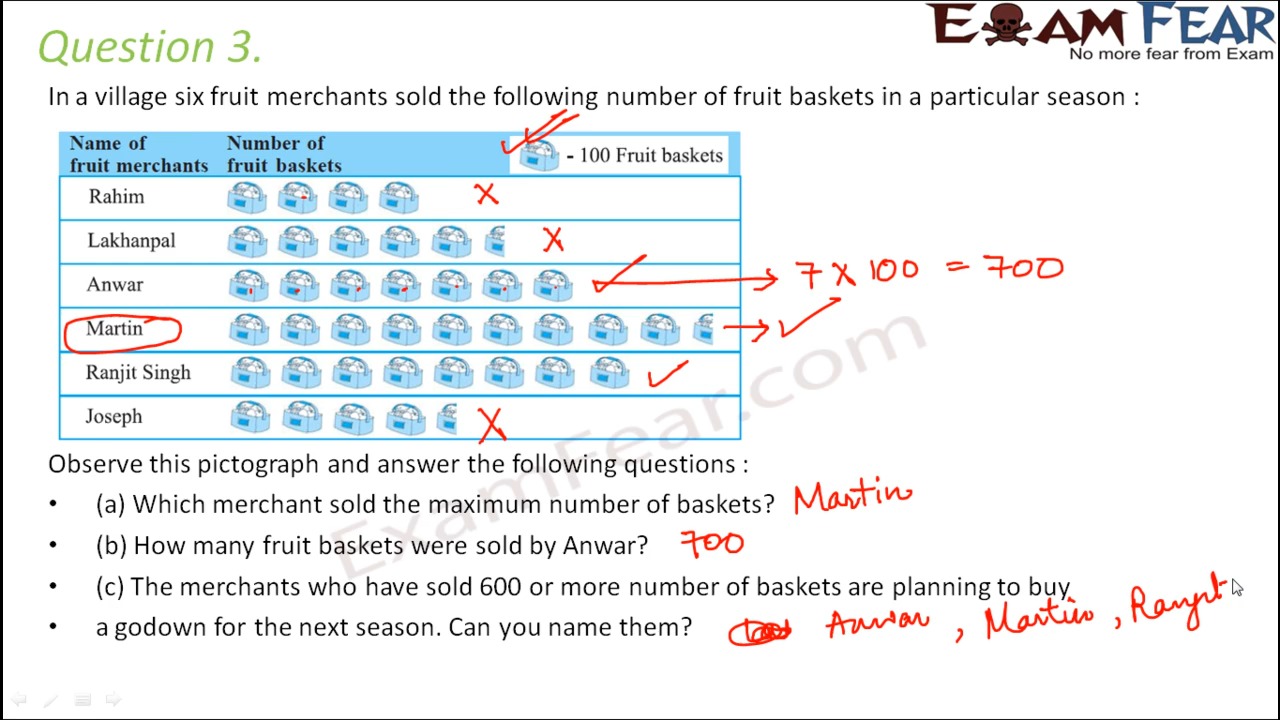 Question 3.
EXAM FEAR
No more fear from Exam
In a village six fruit merchants sold the following number of fruit baskets in a particular season :
Name of fruit merchants
Number of fruit baskets
- 100 Fruit baskets
Rahim
X
Lakhanpal
X
Anwar
7 X 100 = 700
Martin
Ranjit Singh
Joseph
X
ExamFear.com
Observe this pictograph and answer the following questions :
• (a) Which merchant sold the maximum number of baskets? Martin
• (b) How many fruit baskets were sold by Anwar? 700
• (c) The merchants who have sold 600 or more number of baskets are planning to buy
• a godown for the next season. Can you name them? Anwar, Martin, Ranjit